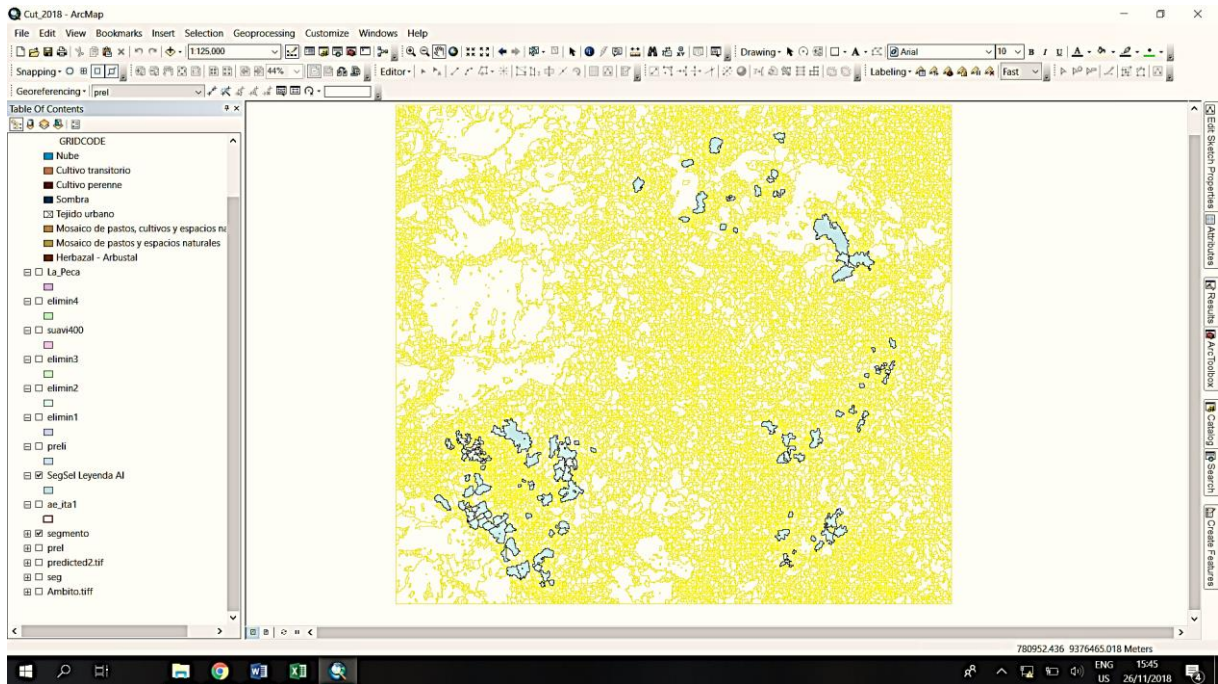 Cut_2018 - ArcMap
File Edit View Bookmarks Insert Selection Geoprocessing Customize Windows Help
1:125,000
Drawing
Arial
10
B I U A
Snapping
44%
Editor
Labeling
Fast
Georeferencing
prel
Table Of Contents
GRIDCODE
Nube
Cultivo transitorio
Cultivo perenne
Sombra
Tejido urbano
Mosaico de pastos, cultivos y espacios na
Mosaico de pastos y espacios naturales
Herbazal - Arbustal
La_Peca
elimin4
suavi400
elimin3
elimin2
elimin1
preli
SegSel Leyenda AI
ae_ita1
segmento
prel
predicted2.tif
seg
Ambito.tiff
Edit Sketch Properties
Attributes
Results
ArcToolbox
Catalog
Search
Create Features
780952.436 9376465.018 Meters
ENG
US
15:45
26/11/2018
4